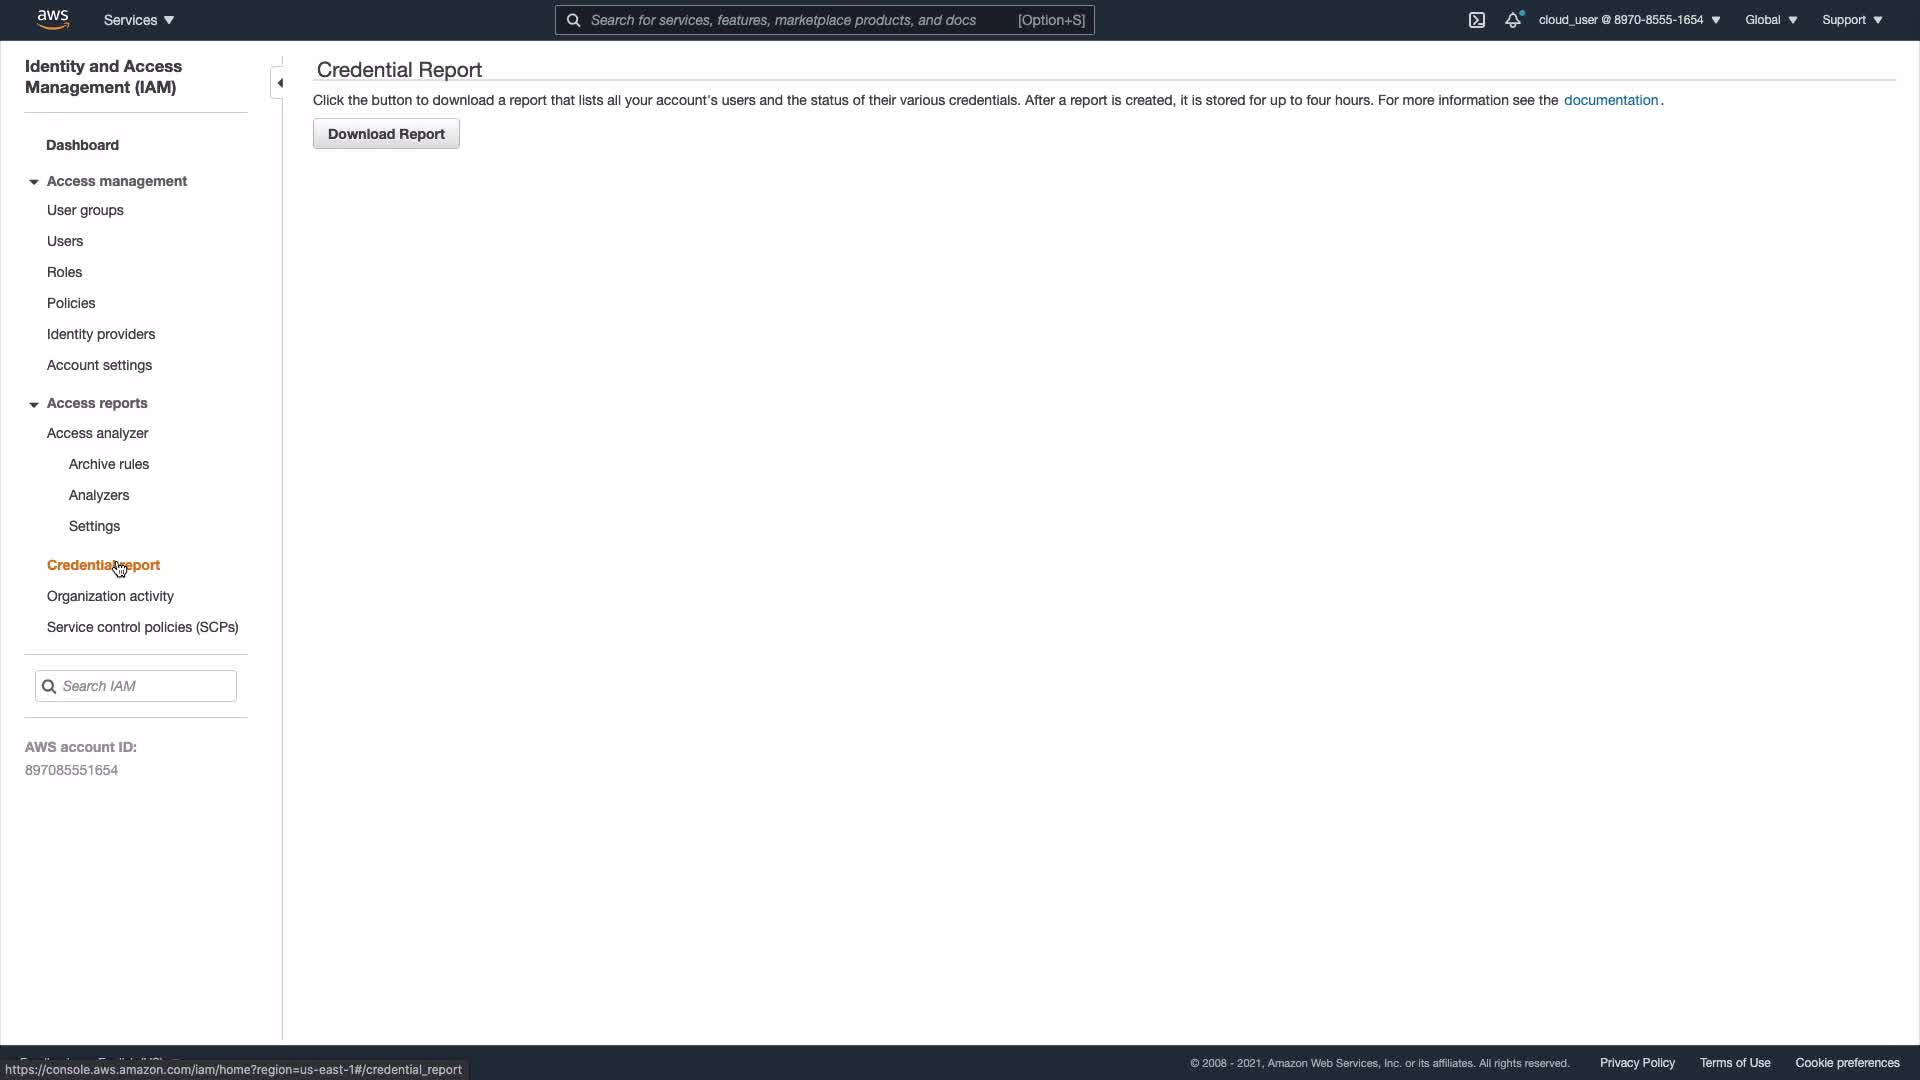 aws
Services
Search for services, features, marketplace products, and docs
[Option+S]
cloud_user @ 8970-8555-1654
Global
Support
Identity and Access
Management (IAM)
Dashboard
Access management
User groups
Users
Roles
Policies
Identity providers
Account settings
Access reports
Access analyzer
Archive rules
Analyzers
Settings
Credential report
Organization activity
Service control policies (SCPs)
Search IAM
AWS account ID:
897085551654
Credential Report
Click the button to download a report that lists all your account's users and the status of their various credentials. After a report is created, it is stored for up to four hours. For more information see the documentation.
Download Report
https://console.aws.amazon.com/iam/home?region=us-east-1#/credential_report
© 2008 - 2021, Amazon Web Services, Inc. or its affiliates. All rights reserved.
Privacy Policy
Terms of Use
Cookie preferences